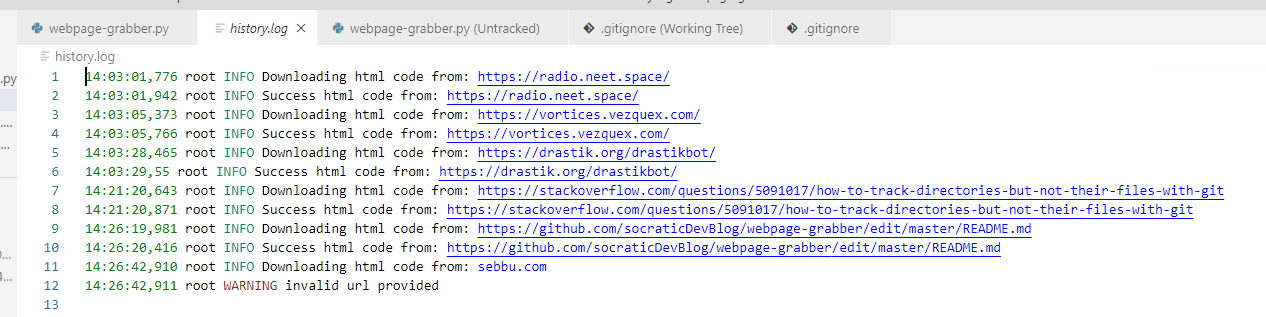 webpage-grabber.py history.log webpage-grabber.py (Untracked) .gitignore (Working Tree) .gitignore
history.log
.py
1 14:03:01,776 root INFO Downloading html code from: https://radio.neet.space/
2 14:03:01,942 root INFO Success html code from: https://radio.neet.space/
3 14:03:05,373 root INFO Downloading html code from: https://vortices.vezquex.com/
4 14:03:05,766 root INFO Success html code from: https://vortices.vezquex.com/
5 14:03:28,465 root INFO Downloading html code from: https://drastik.org/drastikbot/
6 14:03:29,55 root INFO Success html code from: https://drastik.org/drastikbot/
7 14:21:20,643 root INFO Downloading html code from: https://stackoverflow.com/questions/5091017/how-to-track-directories-but-not-their-files-with-git
8 14:21:20,871 root INFO Success html code from: https://stackoverflow.com/questions/5091017/how-to-track-directories-but-not-their-files-with-git
9 14:26:19,981 root INFO Downloading html code from: https://github.com/socraticDevBlog/webpage-grabber/edit/master/README.md
10 14:26:20,416 root INFO Success html code from: https://github.com/socraticDevBlog/webpage-grabber/edit/master/README.md
11 14:26:42,910 root INFO Downloading html code from: sebbu.com
12 14:26:42,911 root WARNING invalid url provided
13